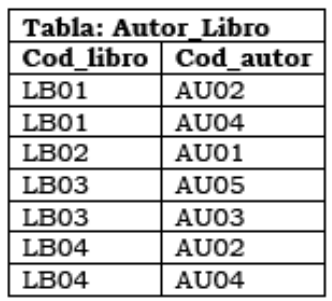 Tabla: Autor_Libro
Cod_libro Cod_autor
LB01 AU02
LB01 AU04
LB02 AU01
LB03 AU05
LB03 AU03
LB04 AU02
LB04 AU04